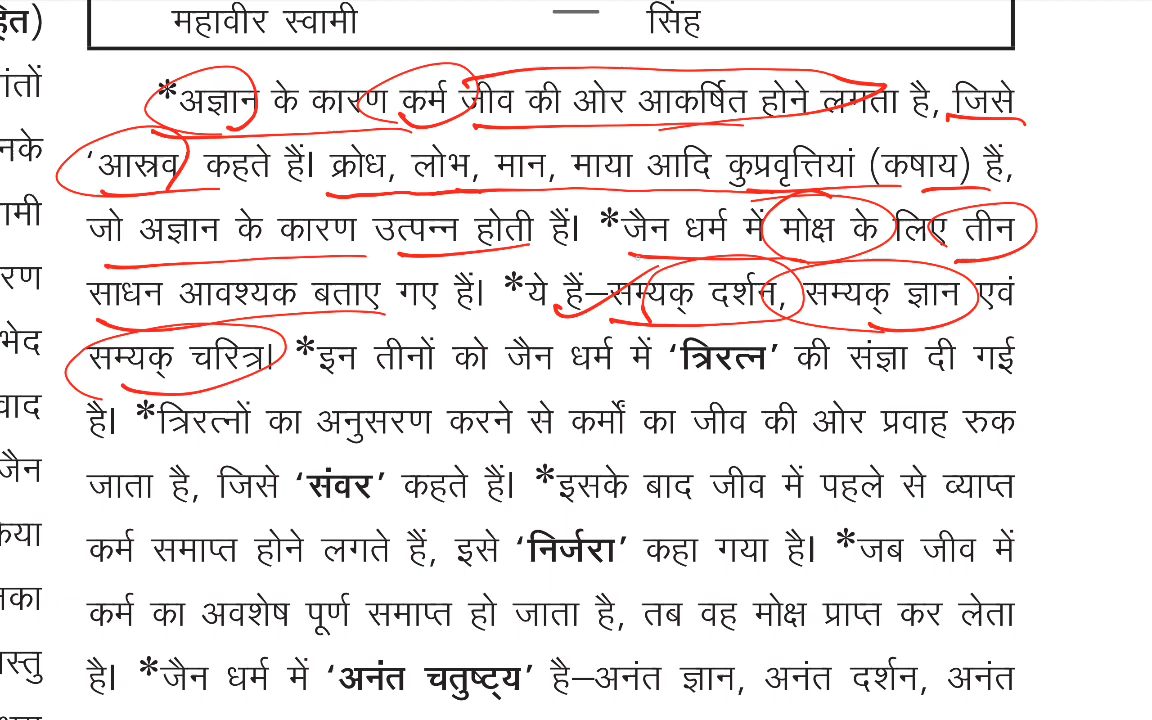 महावीर स्वामी — सिंह
*अज्ञान के कारण कर्म जीव की ओर आकर्षित होने लगता है, जिसे
‘आस्रव’ कहते हैं। क्रोध, लोभ, मान, माया आदि कुप्रवृत्तियां (कषाय) हैं,
जो अज्ञान के कारण उत्पन्न होती हैं। *जैन धर्म में मोक्ष के लिए तीन
साधन आवश्यक बताए गए हैं। *ये हैं–सम्यक् दर्शन, सम्यक् ज्ञान एवं
सम्यक् चरित्र। *इन तीनों को जैन धर्म में ‘त्रिरत्न’ की संज्ञा दी गई
है। *त्रिरत्नों का अनुसरण करने से कर्मों का जीव की ओर प्रवाह रुक
जाता है, जिसे ‘संवर’ कहते हैं। *इसके बाद जीव में पहले से व्याप्त
कर्म समाप्त होने लगते हैं, इसे ‘निर्जरा’ कहा गया है। *जब जीव में
कर्म का अवशेष पूर्ण समाप्त हो जाता है, तब वह मोक्ष प्राप्त कर लेता
है। *जैन धर्म में ‘अनंत चतुष्ट्य’ है–अनंत ज्ञान, अनंत दर्शन, अनंत